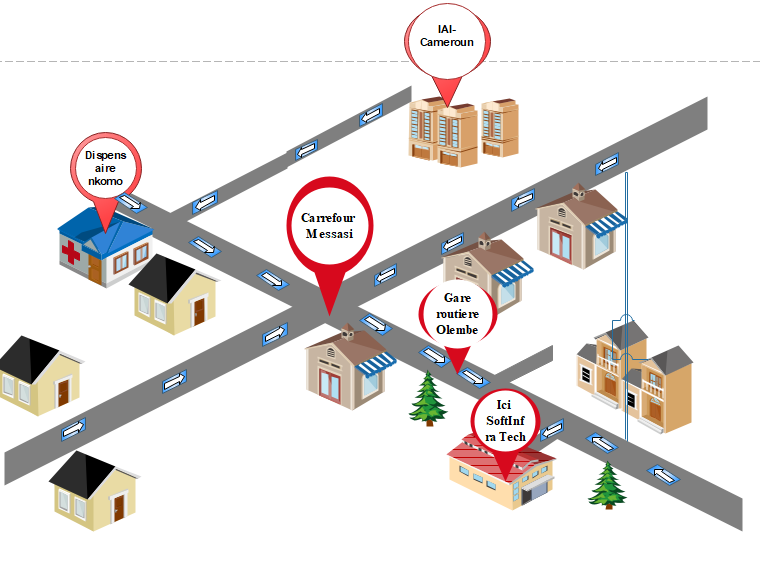 IAI-
Cameroun
Dispens
aire
nkomo
Carrefour
Messasi
Gare
routiere
Olembe
Ici
SoftInf
ra Tech